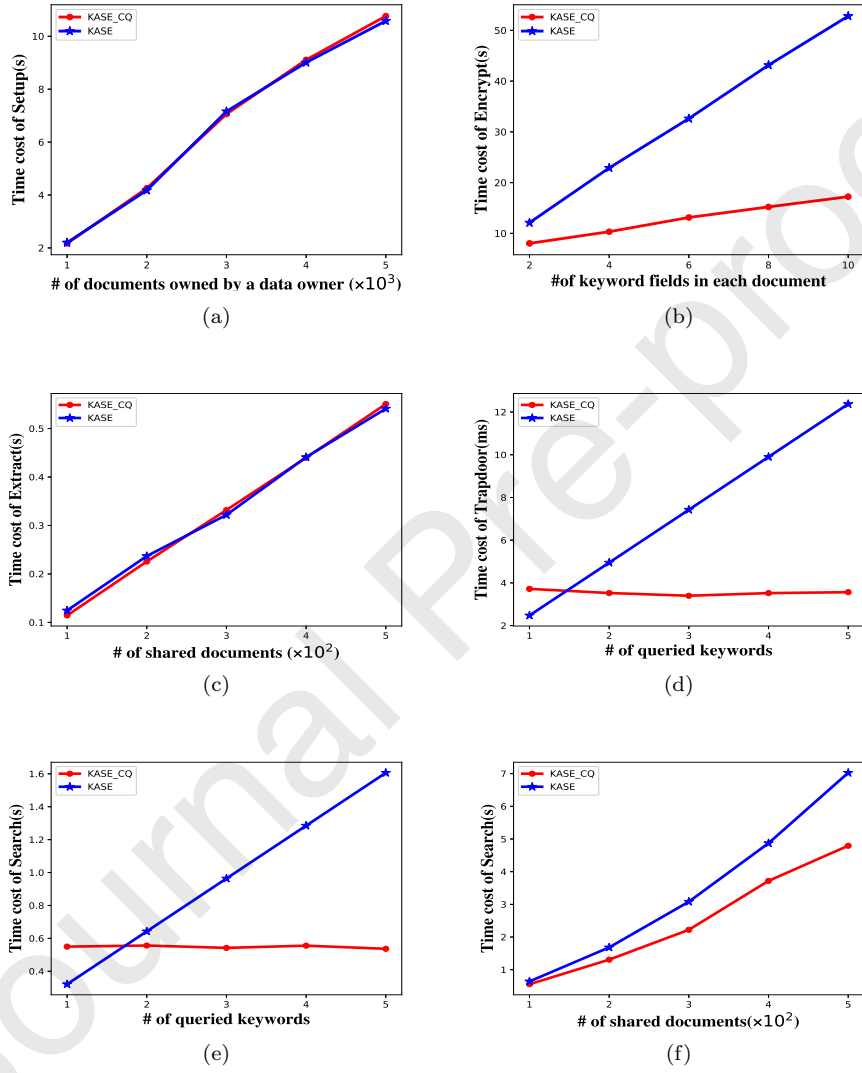 KASE_CQ
KASE
10
8
6
4
2
Time cost of Setup(s)
1 2 3 4 5
# of documents owned by a data owner (×10³)
(a)
KASE_CQ
KASE
50
40
30
20
10
Time cost of Encrypt(s)
2 4 6 8 10
#of keyword fields in each document
(b)
KASE_CQ
KASE
0.5
0.4
0.3
0.2
0.1
Time cost of Extract(s)
1 2 3 4 5
# of shared documents (×10²)
(c)
KASE_CQ
KASE
12
10
8
6
4
2
Time cost of Trapdoor(ms)
1 2 3 4 5
# of queried keywords
(d)
KASE_CQ
KASE
1.6
1.4
1.2
1.0
0.8
0.6
0.4
Time cost of Search(s)
1 2 3 4 5
# of queried keywords
(e)
KASE_CQ
KASE
7
6
5
4
3
2
1
Time cost of Search(s)
1 2 3 4 5
# of shared documents(×10²)
(f)
Journal Pre-proo